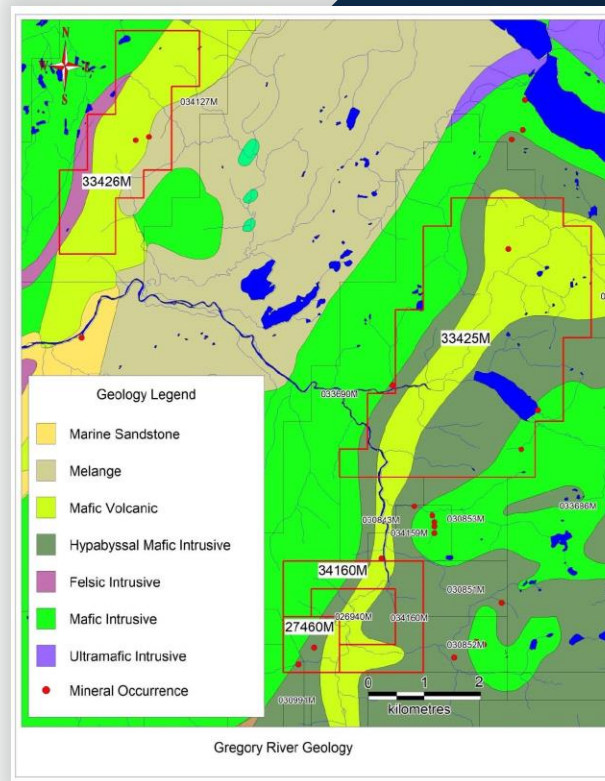 N
W E
S
034127M
33426M
33425M
033690M
Geology Legend
Marine Sandstone
Melange
Mafic Volcanic
Hypabyssal Mafic Intrusive
Felsic Intrusive
Mafic Intrusive
Ultramafic Intrusive
Mineral Occurrence
030843M
030853M
033686M
034159M
34160M
030851M
026940M
034160M
27460M
030852M
030991M
0 1 2
kilometres
Gregory River Geology